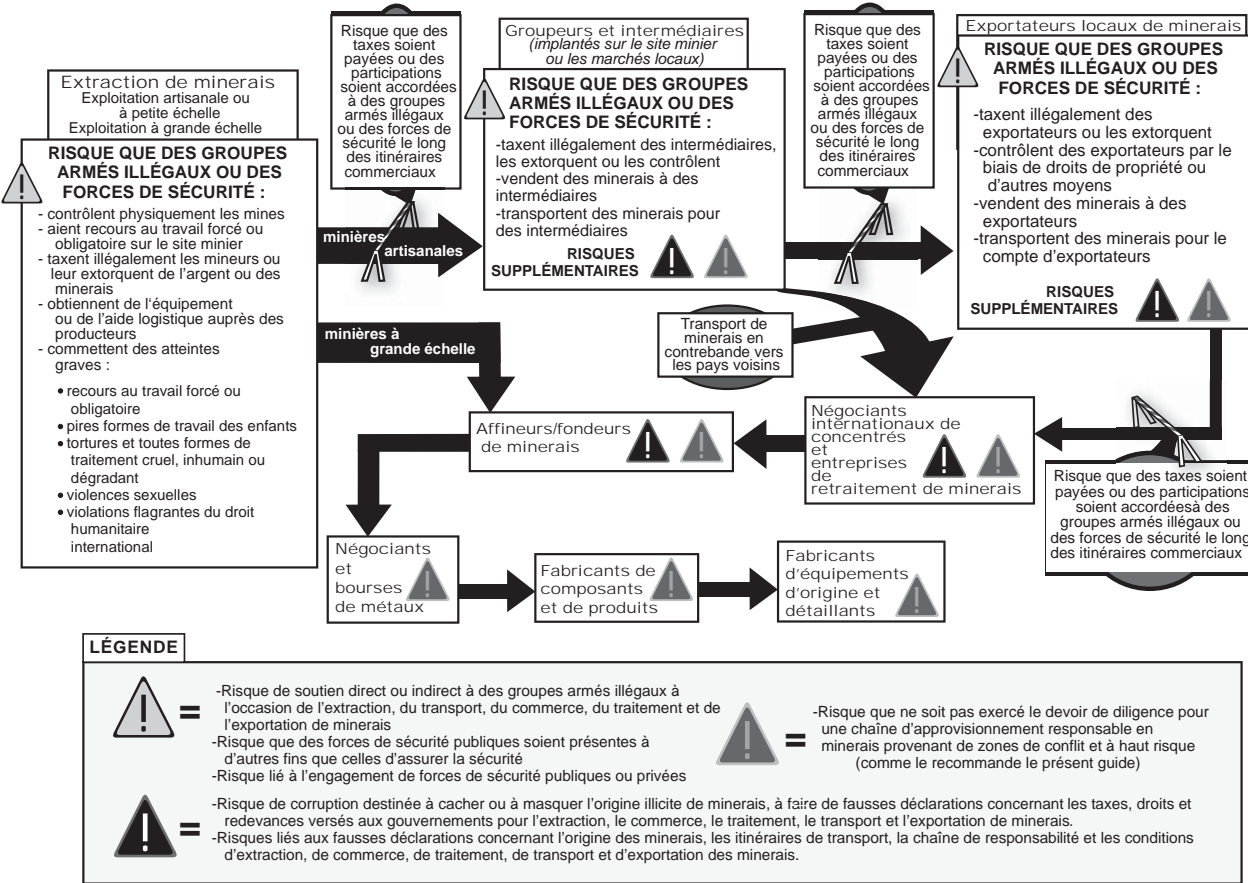 Extraction de minerais
Exploitation artisanale ou
à petite échelle
Exploitation à grande échelle
RISQUE QUE DES GROUPES
ARMÉS ILLÉGAUX OU DES
FORCES DE SÉCURITÉ :
- contrôlent physiquement les mines
- aient recours au travail forcé ou
obligatoire sur le site minier
- taxent illégalement les mineurs ou
leur extorquent de l'argent ou des
minerais
- obtiennent de l'équipement
ou de l'aide logistique auprès des
producteurs
- commettent des atteintes
graves :
• recours au travail forcé ou
obligatoire
• pires formes de travail des enfants
• tortures et toutes formes de
traitement cruel, inhumain ou
dégradant
• violences sexuelles
• violations flagrantes du droit
humanitaire
international
minières
artisanales
minières à
grande échelle
Risque que des
taxes soient
payées ou des
participations
soient accordées
à des groupes
armés illégaux
ou des forces de
sécurité le long
des itinéraires
commerciaux
Groupeurs et intermédiaires
(implantés sur le site minier
ou les marchés locaux)
RISQUE QUE DES GROUPES
ARMÉS ILLÉGAUX OU DES
FORCES DE SÉCURITÉ :
-taxent illégalement des intermédiaires,
les extorquent ou les contrôlent
-vendent des minerais à des
intermédiaires
-transportent des minerais pour
des intermédiaires
RISQUES
SUPPLÉMENTAIRES
Risque que des
taxes soient
payées ou des
participations
soient accordées
à des groupes
armés illégaux
ou des forces de
sécurité le long
des itinéraires
commerciaux
Exportateurs locaux de minerais
RISQUE QUE DES GROUPES
ARMÉS ILLÉGAUX OU DES
FORCES DE SÉCURITÉ :
-taxent illégalement des
exportateurs ou les extorquent
-contrôlent des exportateurs par le
biais de droits de propriété ou
d'autres moyens
-vendent des minerais à des
exportateurs
-transportent des minerais pour le
compte d'exportateurs
RISQUES
SUPPLÉMENTAIRES
Transport de
minerais en
contrebande vers
les pays voisins
Affineurs/fondeurs
de minerais
Négociants
internationaux de
concentrés
et
entreprises
de
retraitement de minerais
Risque que des taxes soient
payées ou des participations
soient accordéesà des
groupes armés illégaux ou
des forces de sécurité le long
des itinéraires commerciaux
Négociants
et
bourses
de métaux
Fabricants de
composants
et de produits
Fabricants
d'équipements
d'origine et
détaillants
LÉGENDE
! =
-Risque de soutien direct ou indirect à des groupes armés illégaux à
l'occasion de l'extraction, du transport, du commerce, du traitement et de
l'exportation de minerais
-Risque que des forces de sécurité publiques soient présentes à
d'autres fins que celles d'assurer la sécurité
-Risque lié à l'engagement de forces de sécurité publiques ou privées
! =
-Risque que ne soit pas exercé le devoir de diligence pour
une chaîne d'approvisionnement responsable en
minerais provenant de zones de conflit et à haut risque
(comme le recommande le présent guide)
! =
-Risque de corruption destinée à cacher ou à masquer l'origine illicite de minerais, à faire de fausses déclarations concernant les taxes, droits et
redevances versés aux gouvernements pour l'extraction, le commerce, le traitement, le transport et l'exportation de minerais.
-Risques liés aux fausses déclarations concernant l'origine des minerais, les itinéraires de transport, la chaîne de responsabilité et les conditions
d'extraction, de commerce, de traitement, de transport et d'exportation des minerais.